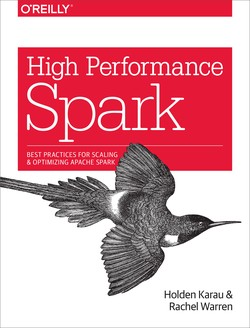 O'REILLY®
High Performance
Spark
BEST PRACTICES FOR SCALING
& OPTIMIZING APACHE SPARK
Holden Karau &
Rachel Warren